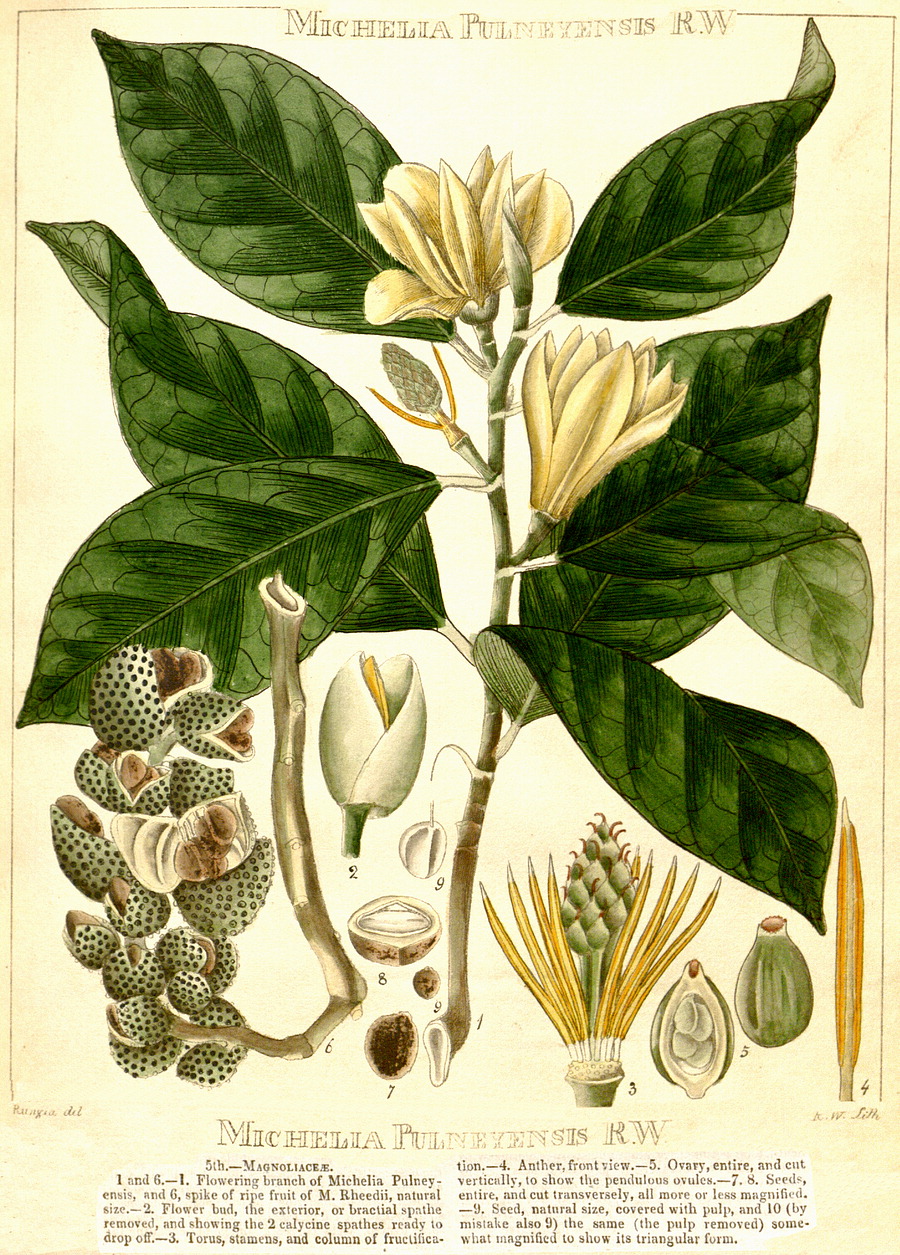 MICHELIA PULNEYENSIS R.W
2
9
8
9
1
6
7
3
5
4
Rungia del
R.W. Lith
MICHELIA PULNEYENSIS R.W
5th.—MAGNOLIACEÆ.
1 and 6.—1. Flowering branch of Michelia Pulney-
ensis, and 6, spike of ripe fruit of M. Rheedii, natural
size.—2. Flower bud, the exterior, or bractial spathe
removed, and showing the 2 calycine spathes ready to
drop off.—3. Torus, stamens, and column of fructifica-
tion.—4. Anther, front view.—5. Ovary, entire, and cut
vertically, to show the pendulous ovules.—7. 8. Seeds,
entire, and cut transversely, all more or less magnified.
—9. Seed, natural size, covered with pulp, and 10 (by
mistake also 9) the same (the pulp removed) some-
what magnified to show its triangular form.